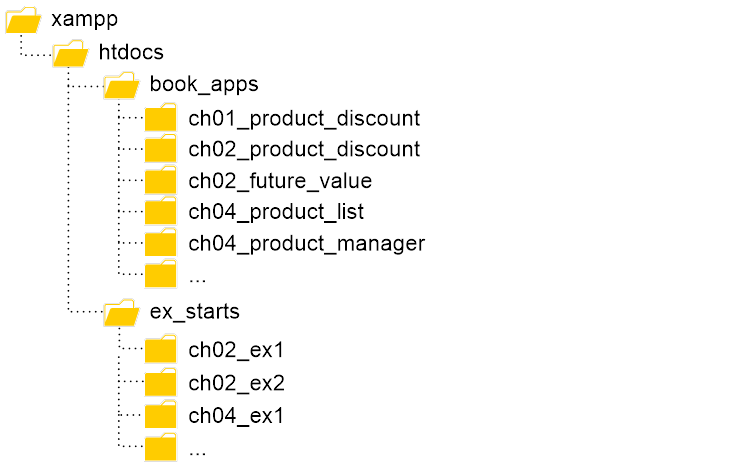 xampp
htdocs
book_apps
ch01_product_discount
ch02_product_discount
ch02_future_value
ch04_product_list
ch04_product_manager
...
ex_starts
ch02_ex1
ch02_ex2
ch04_ex1
...